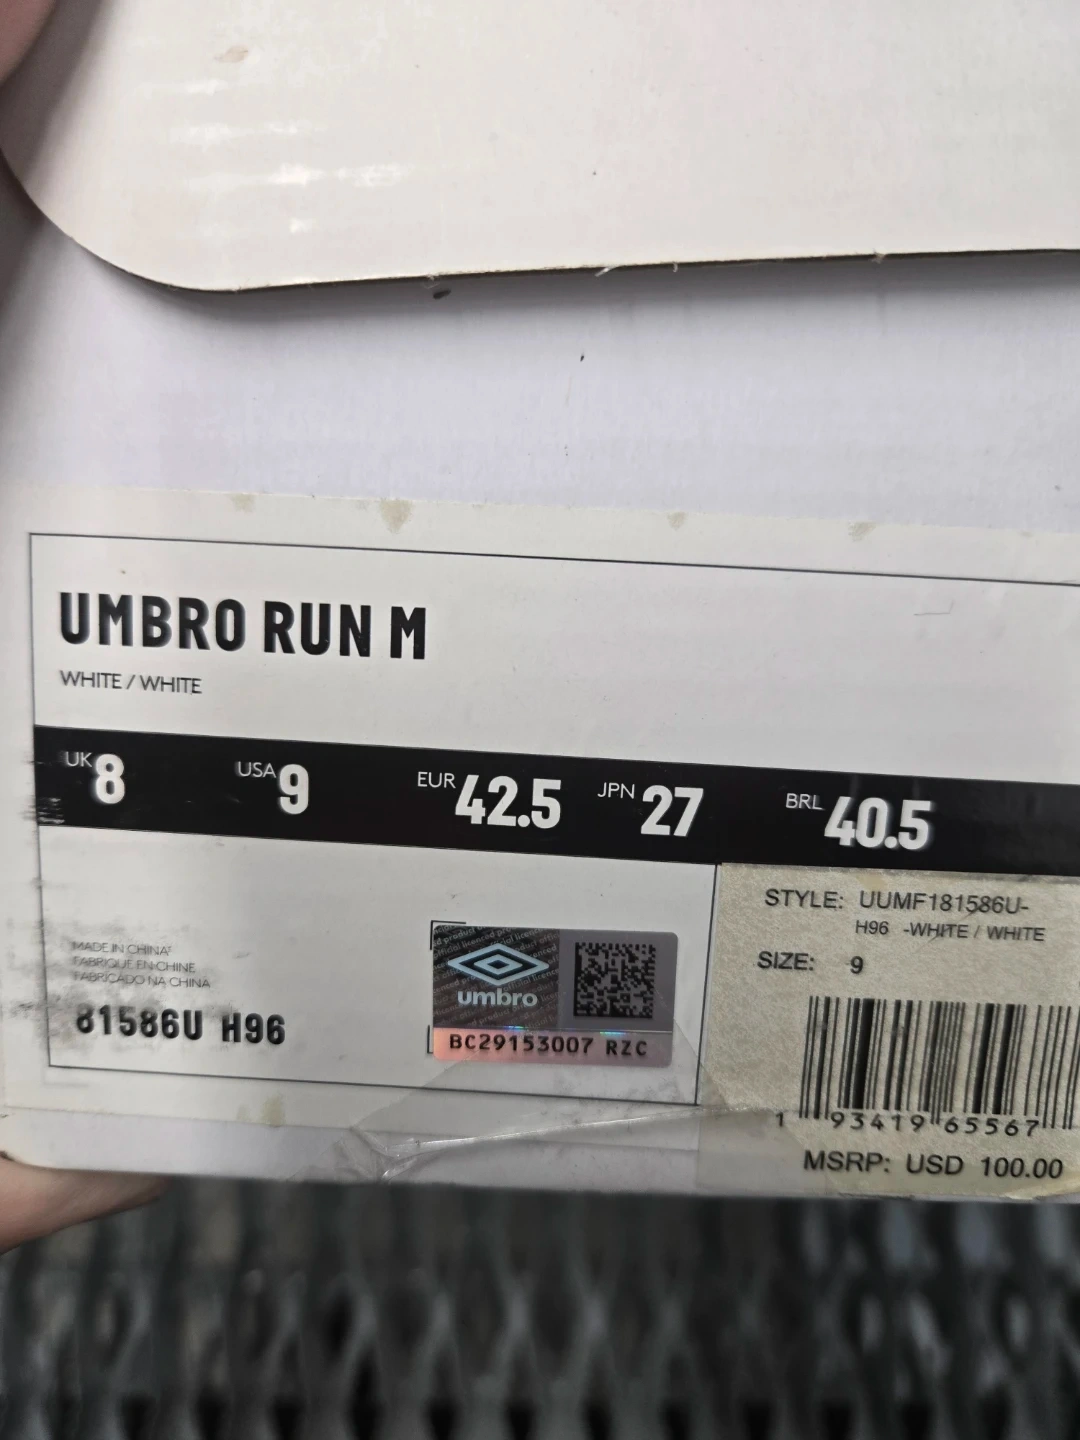 UMBRO RUN M
WHITE / WHITE
UK 8 USA 9 EUR 42.5 JPN 27 BRL 40.5
STYLE: UUMF181586U-
H96 -WHITE / WHITE
SIZE: 9
MADE IN CHINA
FABRIQUE EN CHINE
FABRICADO NA CHINA
81586U H96
umbro
BC29153007 RZC
1 93419 65567
MSRP: USD 100.00